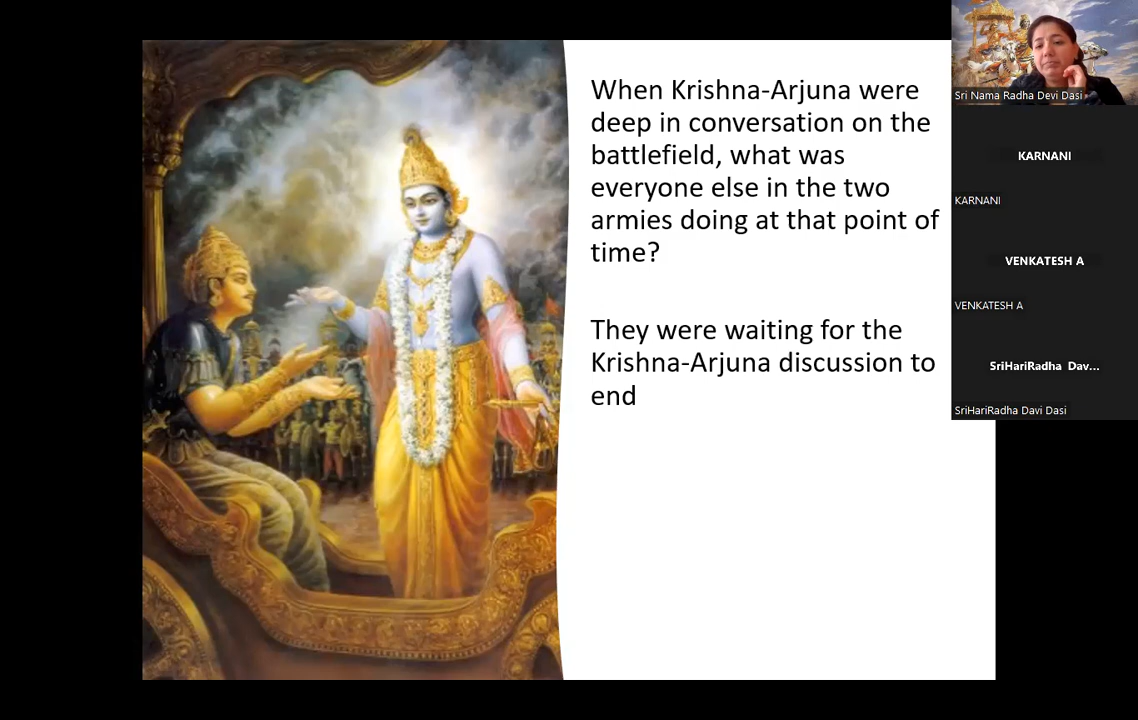 When Krishna-Arjuna were
deep in conversation on the
battlefield, what was
everyone else in the two
armies doing at that point of
time?
They were waiting for the
Krishna-Arjuna discussion to
end
Sri Nama Radha Devi Dasi
KARNANI
KARNANI
VENKATESH A
VENKATESH A
SriHariRadha Dav...
SriHariRadha Davi Dasi